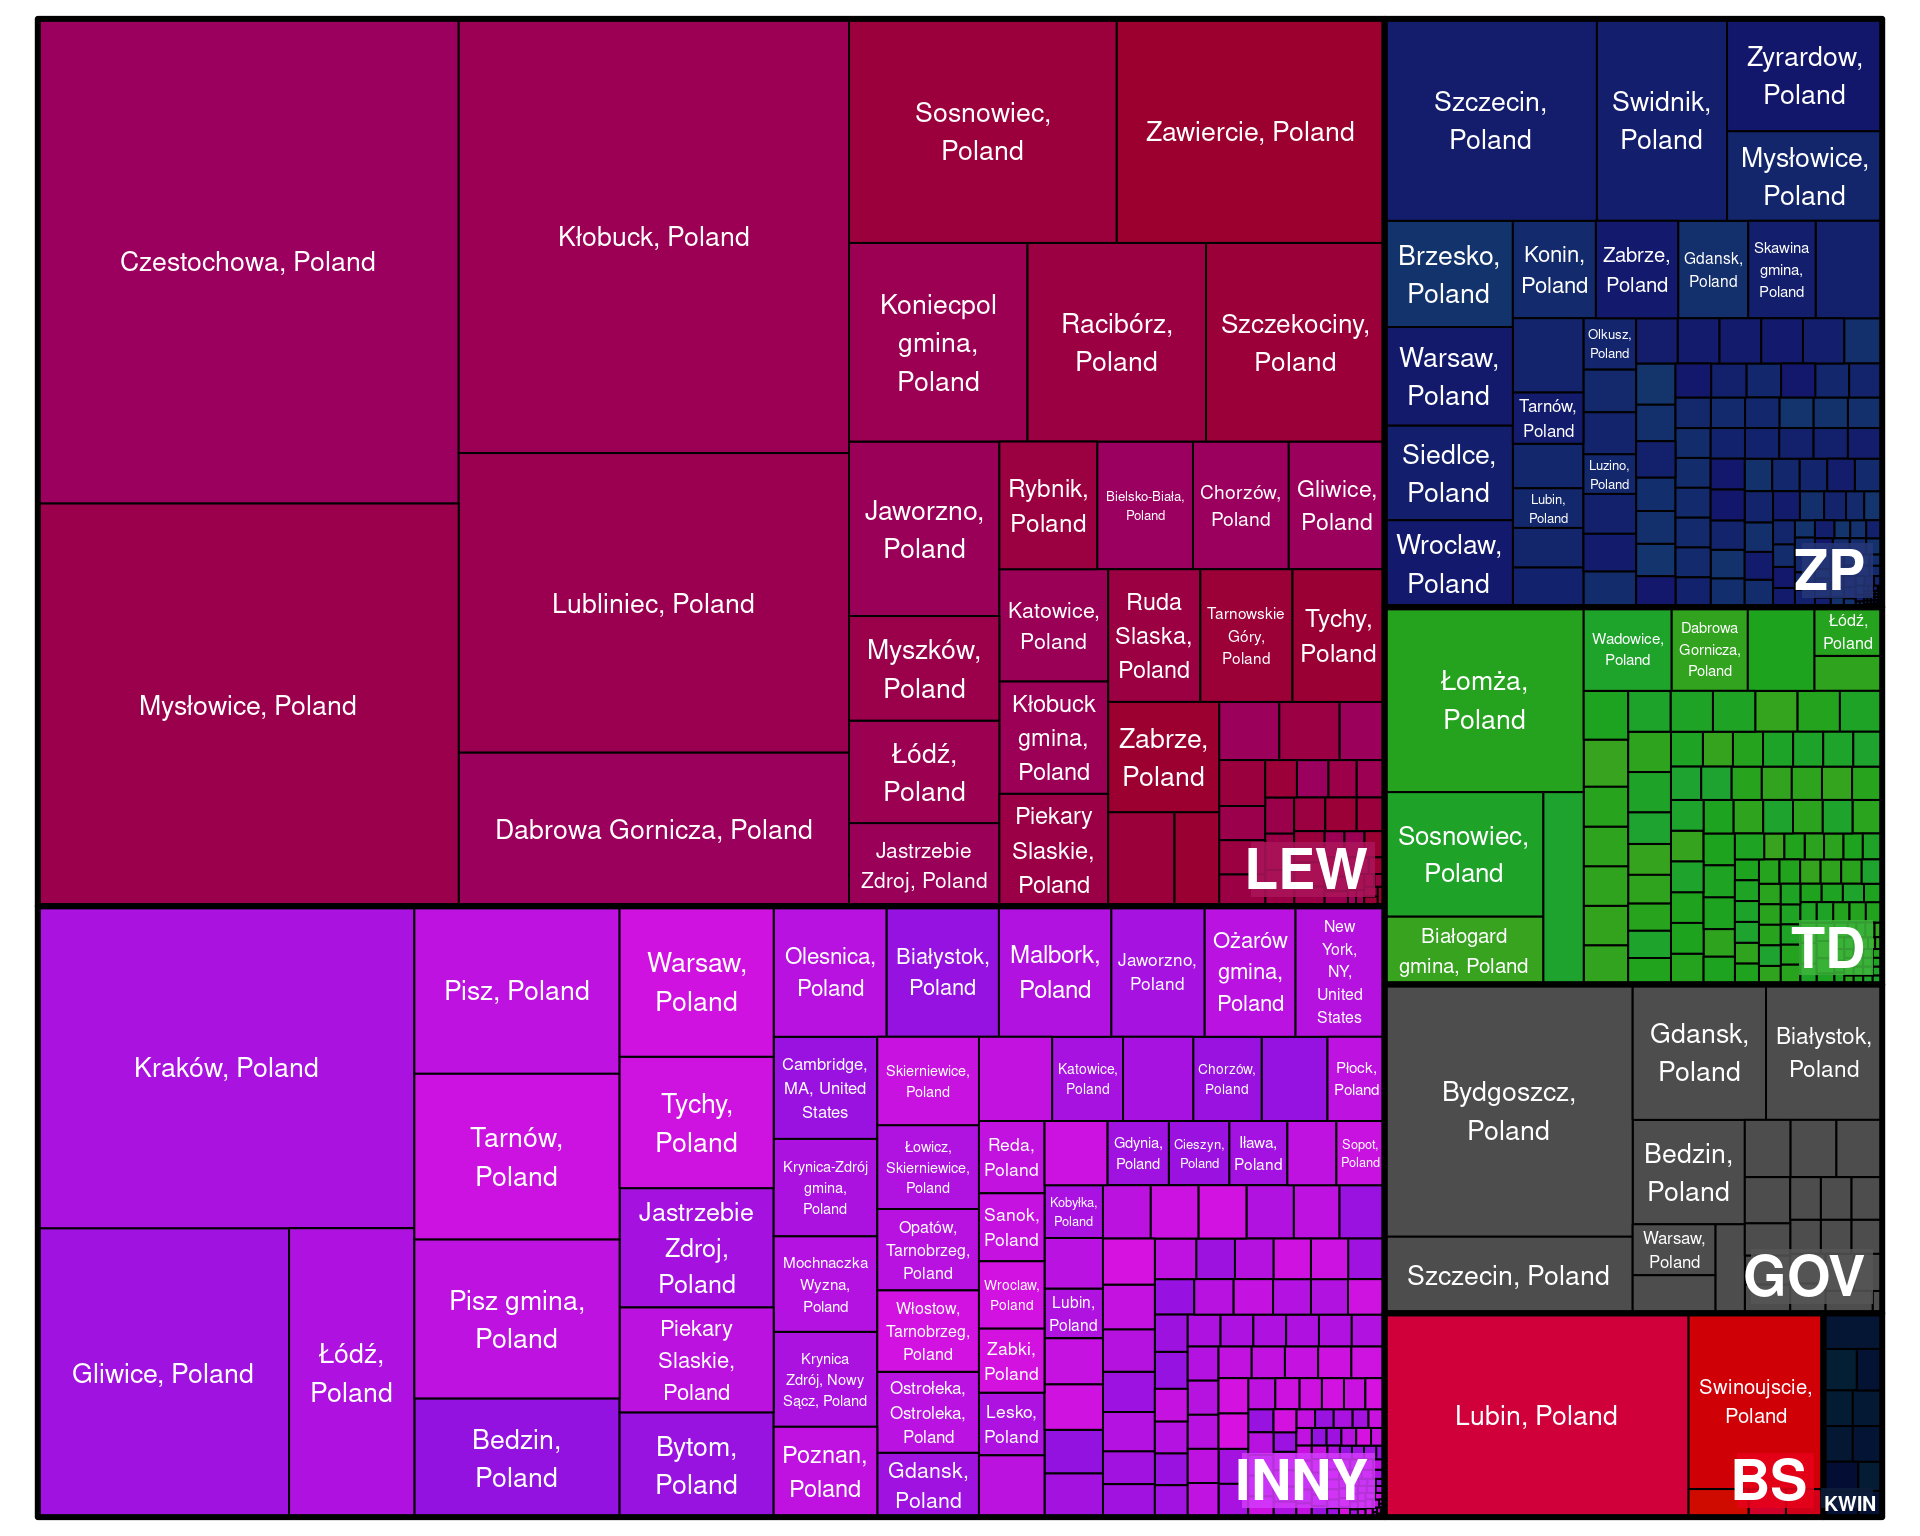 Czestochowa, Poland
Mysłowice, Poland
Kłobuck, Poland
Lubliniec, Poland
Dabrowa Gornicza, Poland
Sosnowiec,
Poland
Zawiercie, Poland
Koniecpol
gmina,
Poland
Racibórz,
Poland
Szczekociny,
Poland
Jaworzno,
Poland
Myszków,
Poland
Łódź,
Poland
Jastrzebie
Zdroj, Poland
Rybnik,
Poland
Bielsko-Biała,
Poland
Chorzów,
Poland
Gliwice,
Poland
Katowice,
Poland
Kłobuck
gmina,
Poland
Piekary
Slaskie,
Poland
Ruda
Slaska,
Poland
Tarnowskie
Góry,
Poland
Tychy,
Poland
Zabrze,
Poland
LEW
Szczecin,
Poland
Swidnik,
Poland
Zyrardow,
Poland
Mysłowice,
Poland
Brzesko,
Poland
Warsaw,
Poland
Siedlce,
Poland
Wroclaw,
Poland
Konin,
Poland
Zabrze,
Poland
Gdansk,
Poland
Skawina
gmina,
Poland
Olkusz,
Poland
Tarnów,
Poland
Luzino,
Poland
Lubin,
Poland
ZP
Łomża,
Poland
Sosnowiec,
Poland
Białogard
gmina, Poland
Wadowice,
Poland
Dabrowa
Gornicza,
Poland
Łódź,
Poland
TD
Kraków, Poland
Gliwice, Poland
Łódź,
Poland
Pisz, Poland
Tarnów,
Poland
Pisz gmina,
Poland
Bedzin,
Poland
Warsaw,
Poland
Tychy,
Poland
Jastrzebie
Zdroj,
Poland
Piekary
Slaskie,
Poland
Bytom,
Poland
Olesnica,
Poland
Białystok,
Poland
Malbork,
Poland
Jaworzno,
Poland
Ożarów
gmina,
Poland
New
York,
NY,
United
States
Cambridge,
MA, United
States
Krynica-Zdrój
gmina,
Poland
Mochnaczka
Wyzna,
Poland
Krynica
Zdrój, Nowy
Sącz, Poland
Poznan,
Poland
Skierniewice,
Poland
Łowicz,
Skierniewice,
Poland
Opatów,
Tarnobrzeg,
Poland
Włostow,
Tarnobrzeg,
Poland
Ostrołeka,
Ostroleka,
Poland
Gdansk,
Poland
Katowice,
Poland
Chorzów,
Poland
Płock,
Poland
Reda,
Poland
Sanok,
Poland
Wroclaw,
Poland
Zabki,
Poland
Lesko,
Poland
Gdynia,
Poland
Cieszyn,
Poland
Iława,
Poland
Sopot,
Poland
Kobyłka,
Poland
Lubin,
Poland
INNY
Bydgoszcz,
Poland
Szczecin, Poland
Gdansk,
Poland
Białystok,
Poland
Bedzin,
Poland
Warsaw,
Poland
GOV
Lubin, Poland
Swinoujscie,
Poland
BS
KWIN